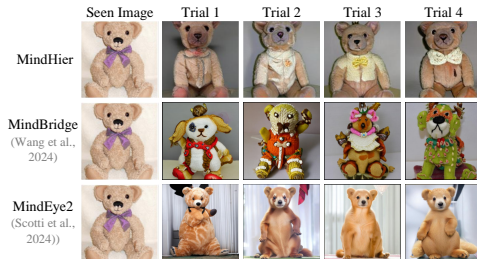 Seen Image Trial 1 Trial 2 Trial 3 Trial 4
MindHier
MindBridge
(Wang et al.,
2024)
MindEye2
(Scotti et al.,
2024))